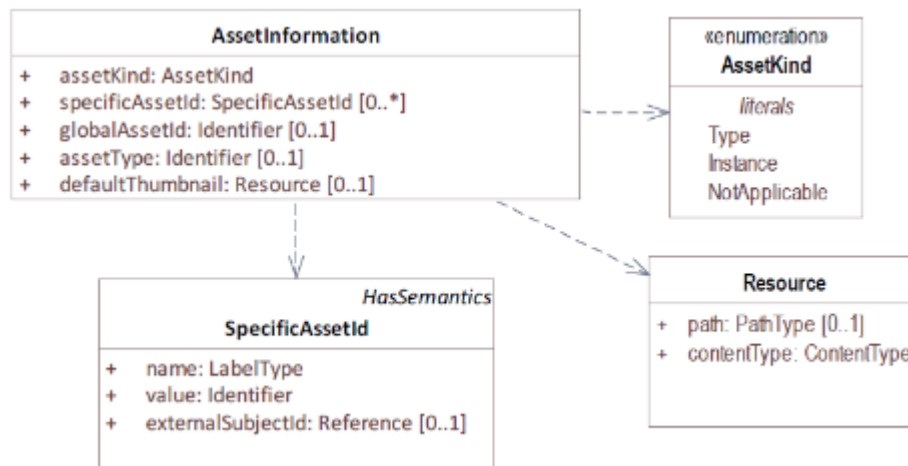 AssetInformation
+ assetKind: AssetKind
+ specificAssetId: SpecificAssetId [0..*]
+ globalAssetId: Identifier [0..1]
+ assetType: Identifier [0..1]
+ defaultThumbnail: Resource [0..1]
«enumeration»
AssetKind
literals
Type
Instance
NotApplicable
HasSemantics
SpecificAssetId
+ name: LabelType
+ value: Identifier
+ externalSubjectId: Reference [0..1]
Resource
+ path: PathType [0..1]
+ contentType: ContentType